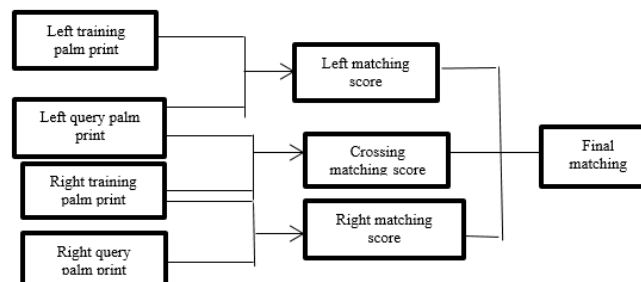 Left training
palm print
Left query palm
print
Right training
palm print
Right query
palm print
Left matching
score
Crossing
matching score
Right matching
score
Final
matching